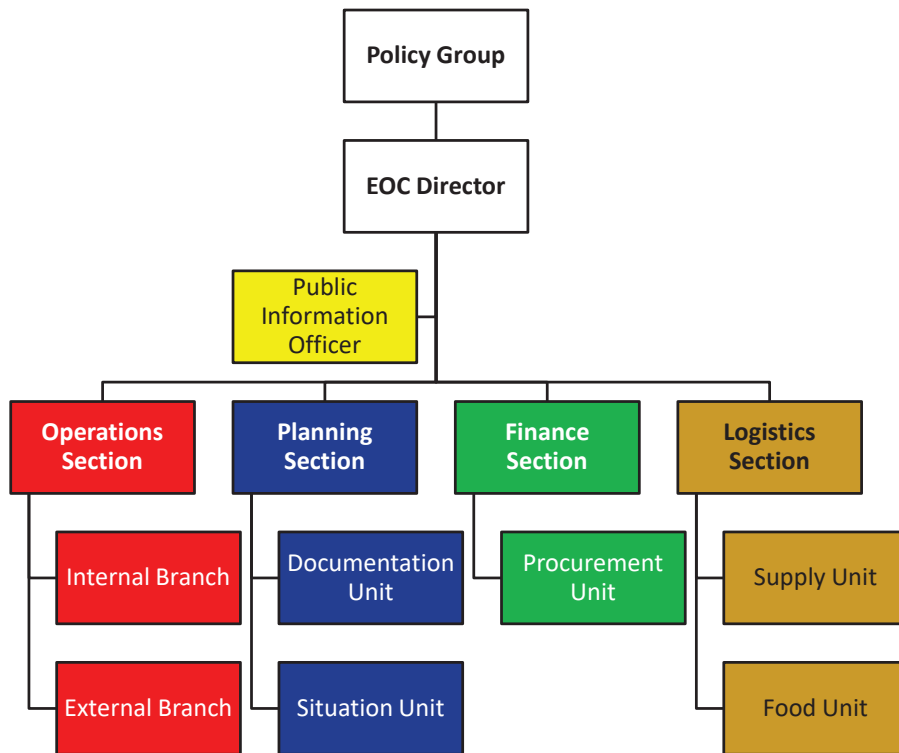 Policy Group
EOC Director
Public
Information
Officer
Operations
Section
Planning
Section
Finance
Section
Logistics
Section
Internal Branch
Documentation
Unit
Procurement
Unit
Supply Unit
External Branch
Situation Unit
Food Unit